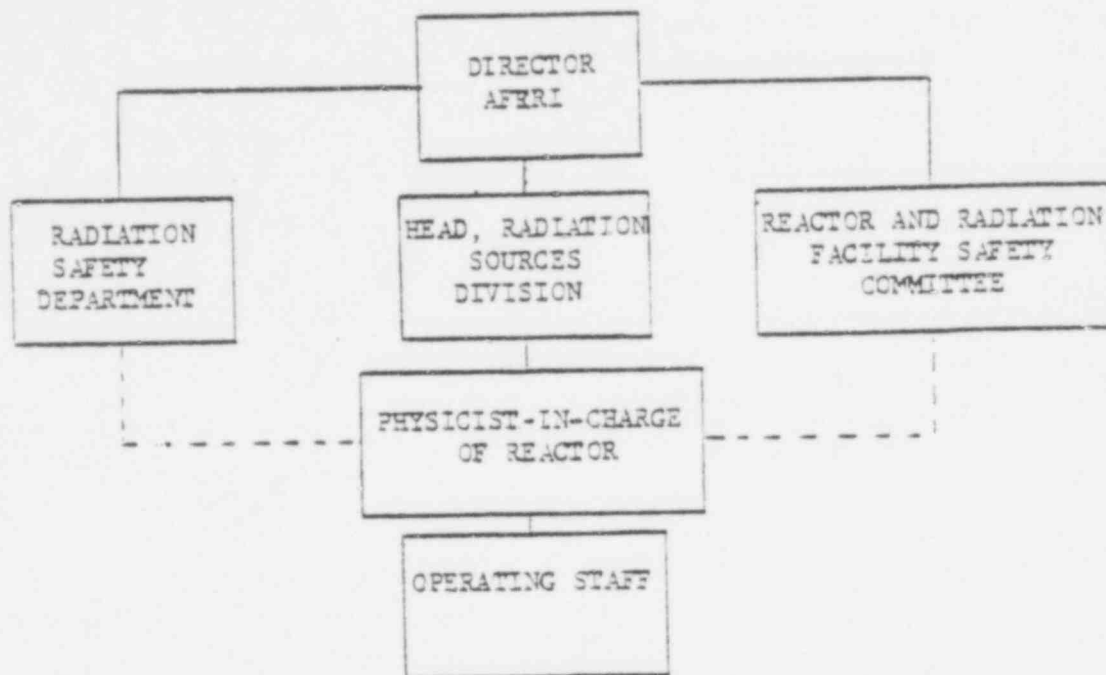 DIRECTOR
AFRRI
RADIATION
SAFETY
DEPARTMENT
HEAD, RADIATION
SOURCES
DIVISION
REACTOR AND RADIATION
FACILITY SAFETY
COMMITTEE
PHYSICIST-IN-CHARGE
OF REACTOR
OPERATING STAFF